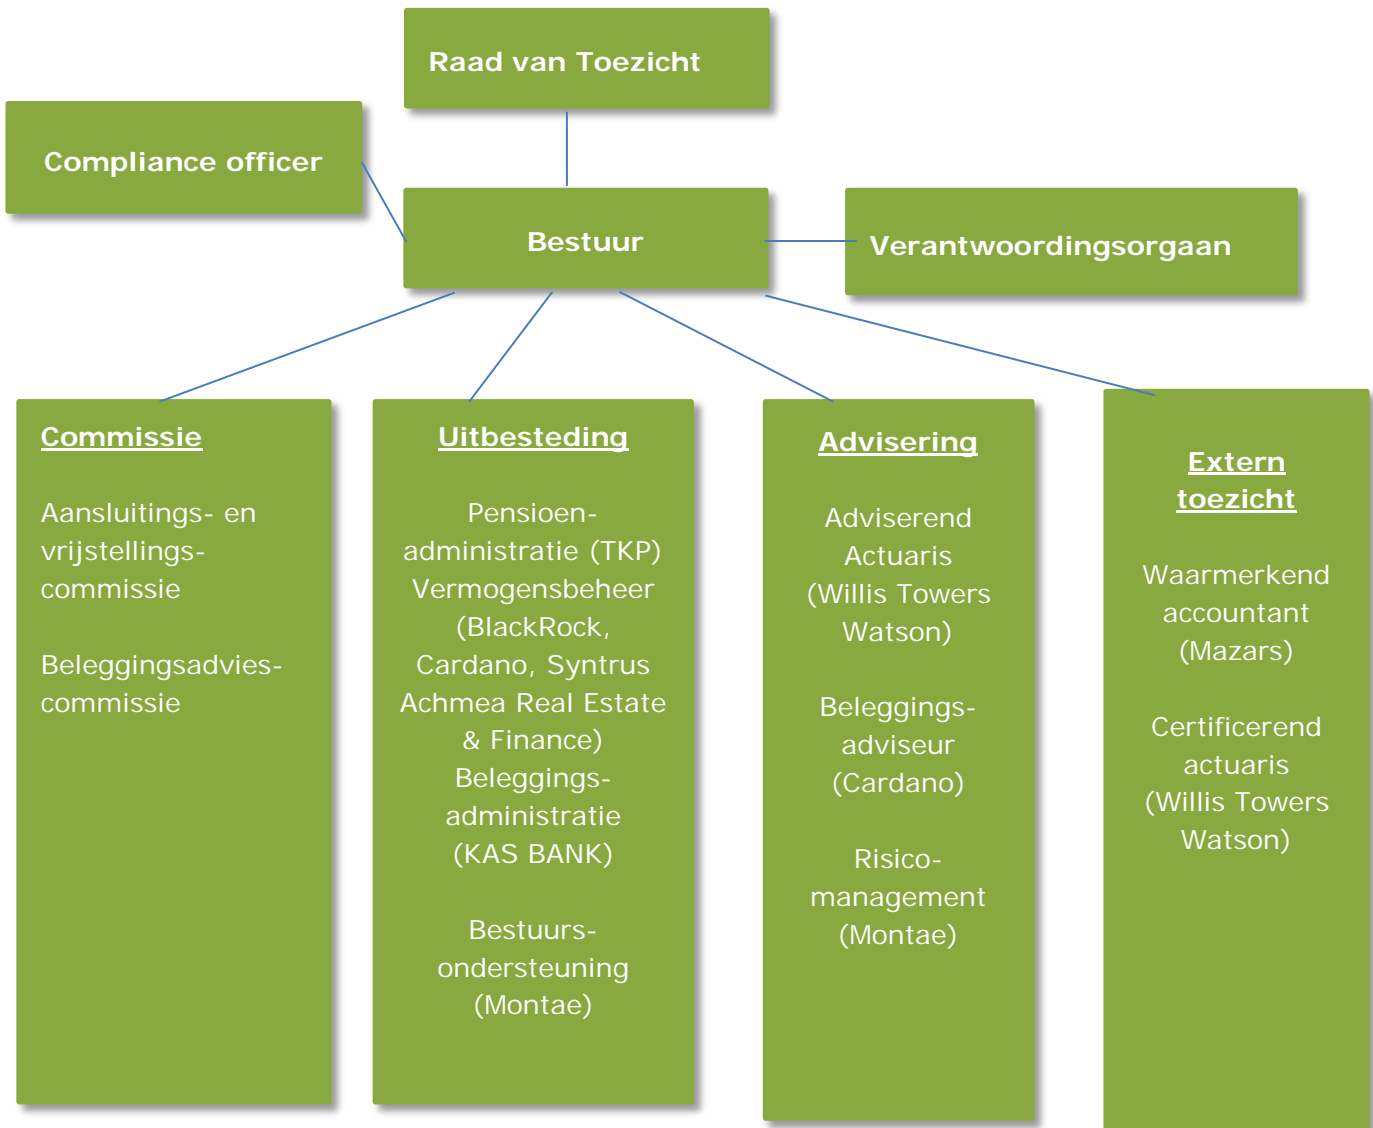 Raad van Toezicht
Compliance officer
Bestuur
Verantwoordingsorgaan
Commissie
Aansluitings- en
vrijstellings-
commissie
Beleggingsadvies-
commissie
Uitbesteding
Pensioen-
administratie (TKP)
Vermogensbeheer
(BlackRock,
Cardano, Syntrus
Achmea Real Estate
& Finance)
Beleggings-
administratie
(KAS BANK)
Bestuurs-
ondersteuning
(Montae)
Advisering
Adviserend
Actuaris
(Willis Towers
Watson)
Beleggings-
adviseur
(Cardano)
Risico-
management
(Montae)
Extern
toezicht
Waarmerkend
accountant
(Mazars)
Certificerend
actuaris
(Willis Towers
Watson)